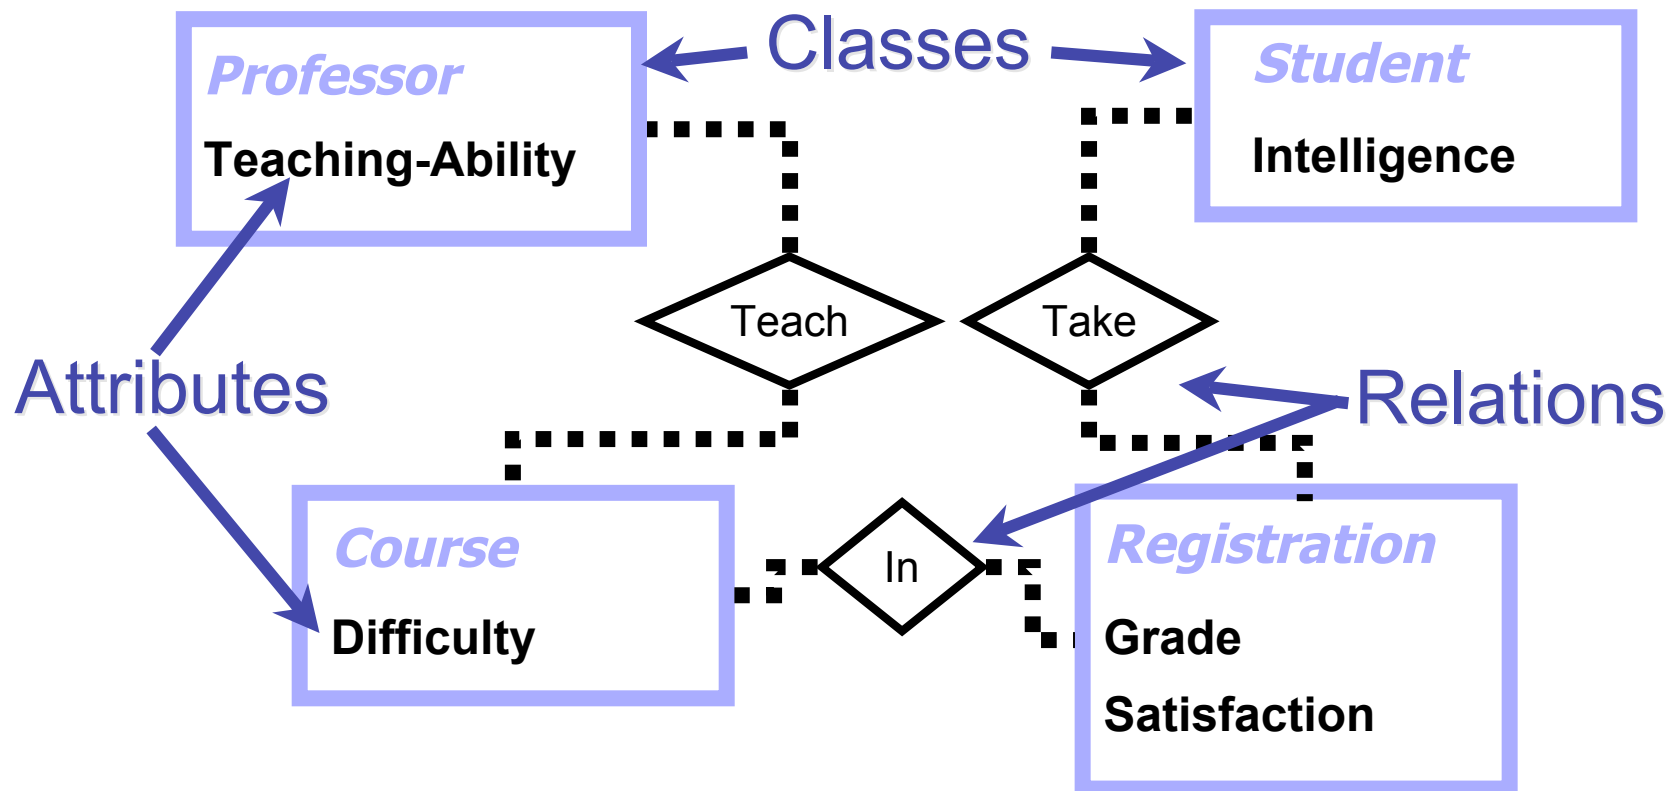 Classes
Professor
Teaching-Ability
Student
Intelligence
Teach
Take
Attributes
Relations
Course
Difficulty
In
Registration
Grade
Satisfaction